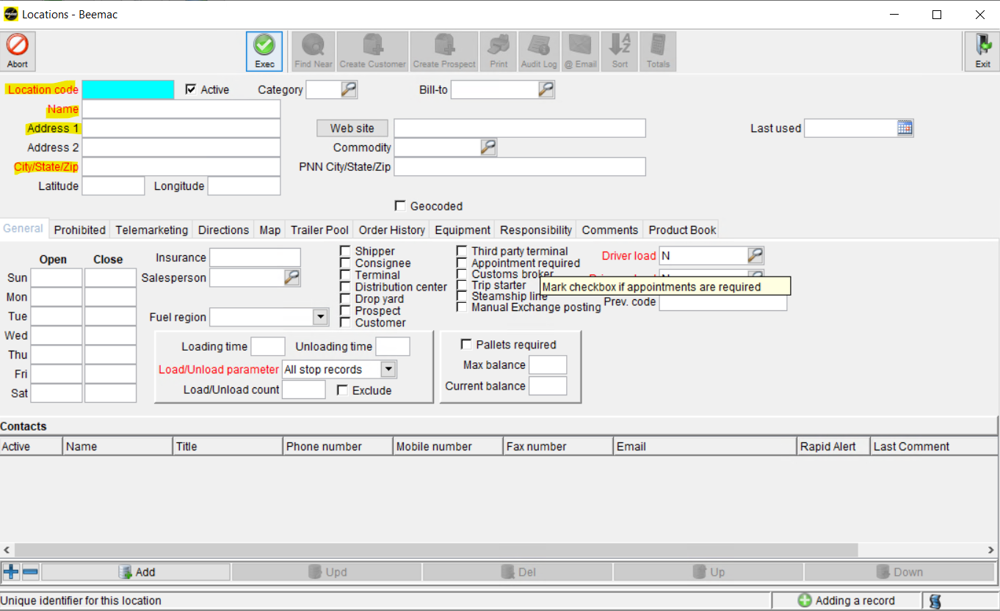 Locations - Beemac
Abort Exec Find Near Create Customer Create Prospect Print Audit Log @ Email Sort Totals Exit
Location code Active Category Bill-to
Name
Address 1 Web site Last used
Address 2 Commodity
City/State/Zip PNN City/State/Zip
Latitude Longitude
Geocoded
General Prohibited Telemarketing Directions Map Trailer Pool Order History Equipment Responsibility Comments Product Book
Open Close
Sun
Mon
Tue
Wed
Thu
Fri
Sat
Insurance
Salesperson
Fuel region
Shipper
Consignee
Terminal
Distribution center
Drop yard
Prospect
Customer
Third party terminal
Appointment required
Customs broker
Trip starter
Steamship line
Manual Exchange posting
Driver load N
Mark checkbox if appointments are required
Prev. code
Loading time Unloading time
Load/Unload parameter All stop records
Load/Unload count Exclude
Pallets required
Max balance
Current balance
Contacts
Active Name Title Phone number Mobile number Fax number Email Rapid Alert Last Comment
Add Upd Del Up Down
Unique identifier for this location Adding a record